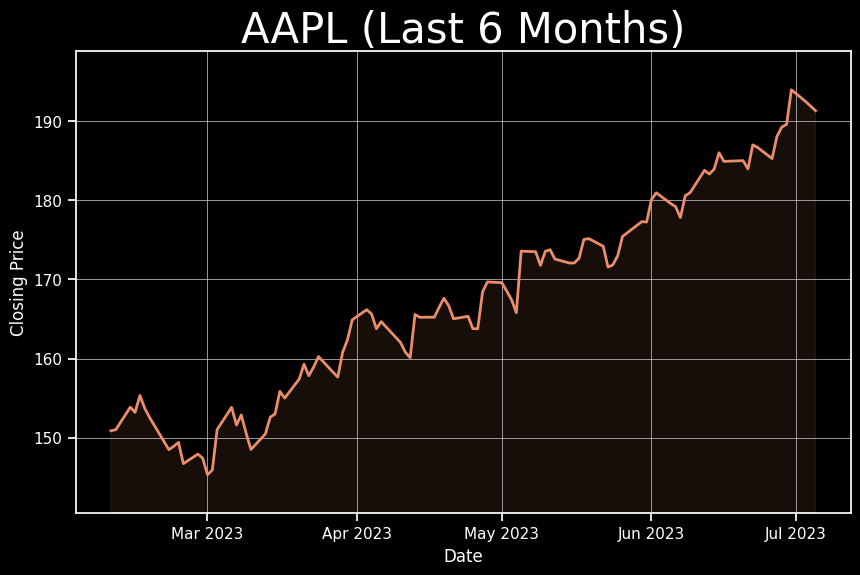 AAPL (Last 6 Months)
Closing Price
190
180
170
160
150
Mar 2023
Apr 2023
May 2023
Jun 2023
Jul 2023
Date